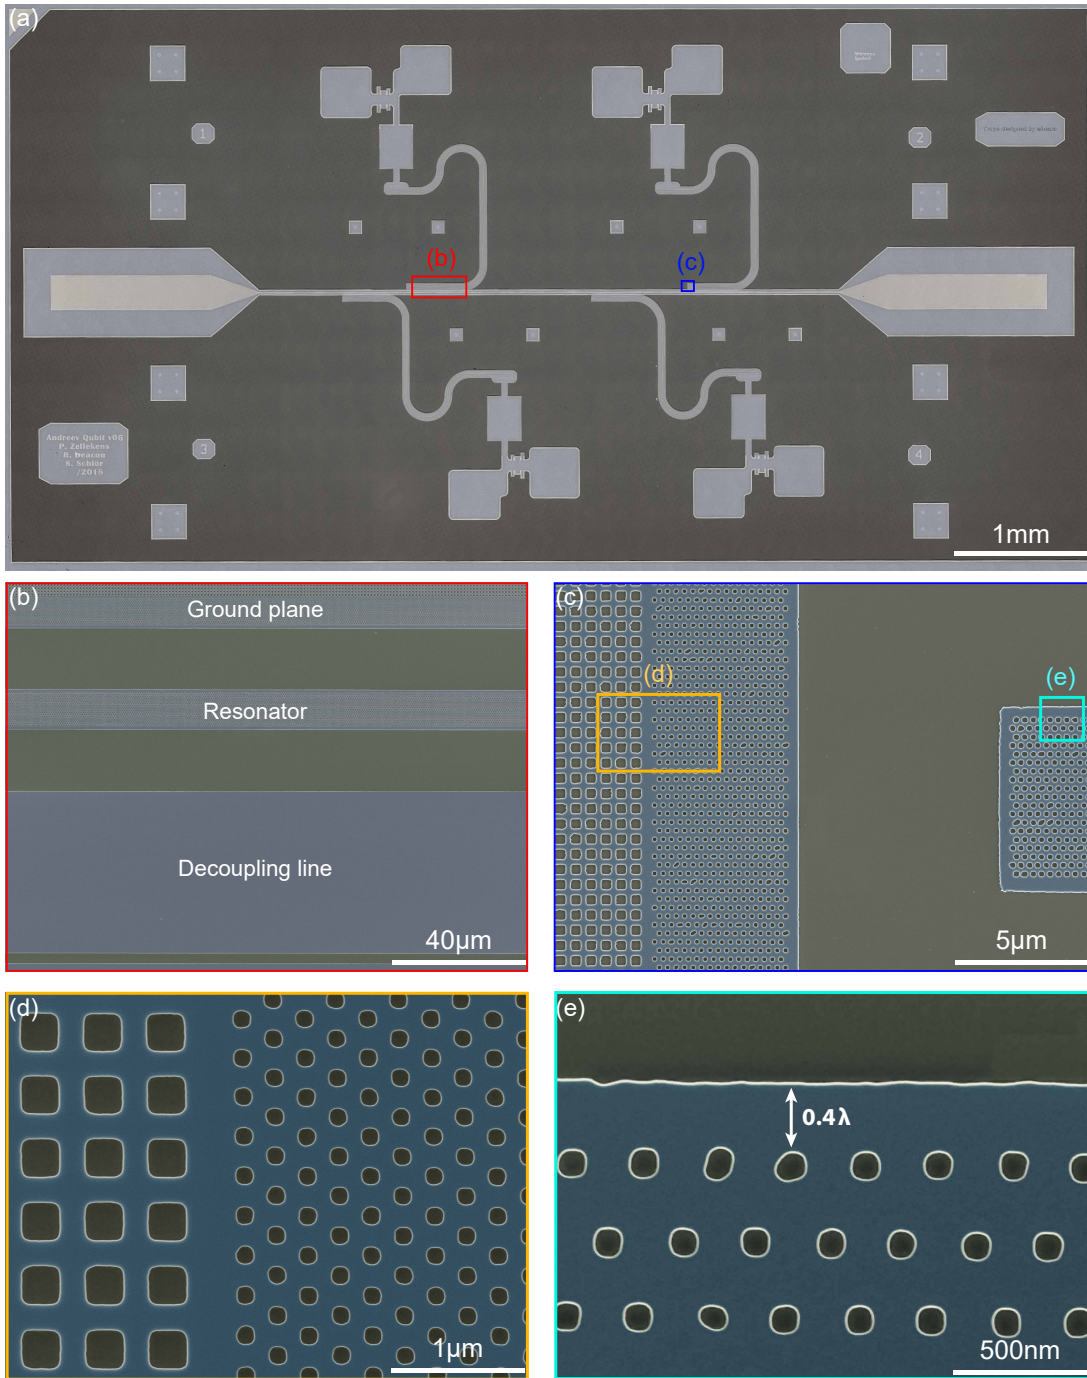 (a)
1
2
(b)
(c)
Andreev Qubit v06
P. Zellekens
R. Deacon
K. Schlör
/2018
3
4
1mm
(b)
Ground plane
Resonator
Decoupling line
40µm
(c)
(d)
(e)
5µm
(d)
1µm
(e)
0.4λ
500nm